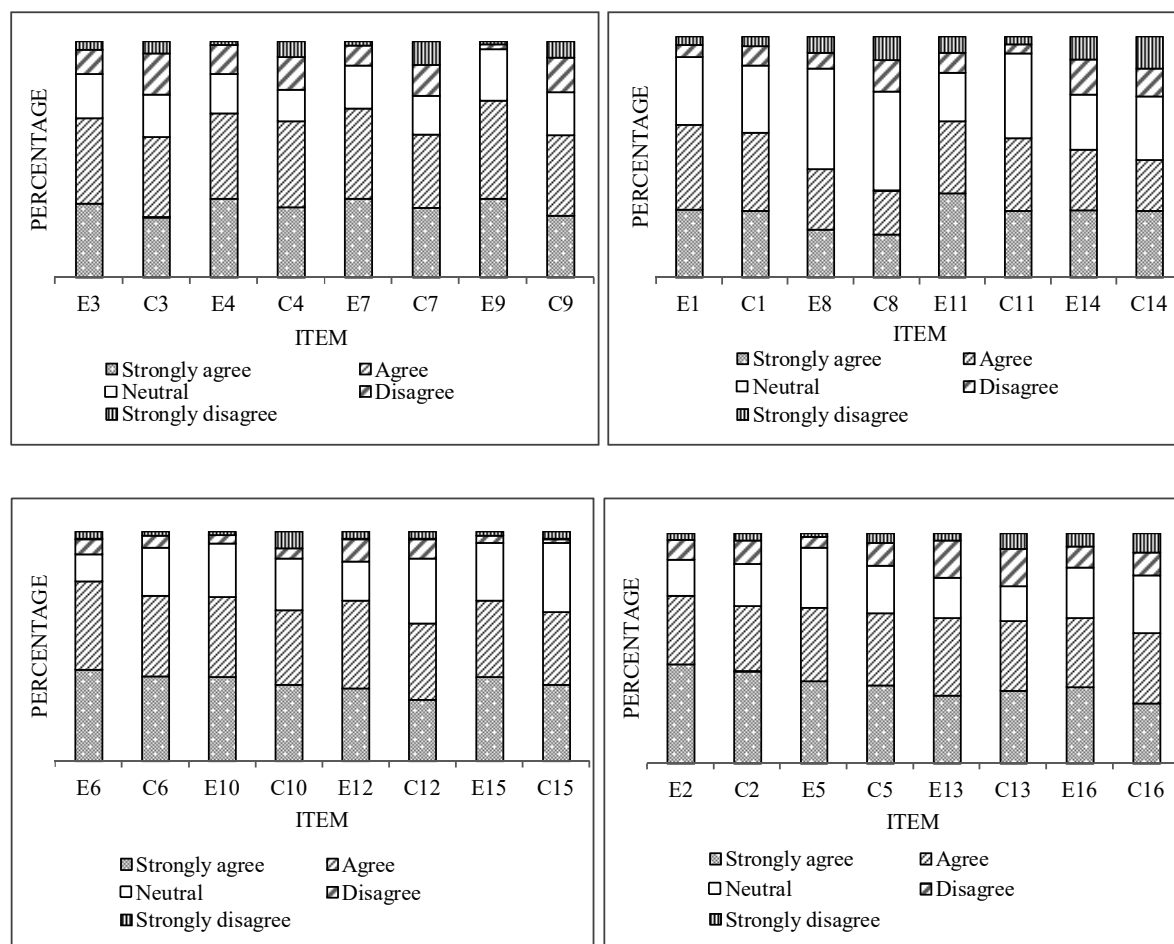 PERCENTAGE
E3 C3 E4 C4 E7 C7 E9 C9
ITEM
Strongly agree Agree
Neutral Disagree
Strongly disagree
PERCENTAGE
E1 C1 E8 C8 E11 C11 E14 C14
ITEM
Strongly agree Agree
Neutral Disagree
Strongly disagree
PERCENTAGE
E6 C6 E10 C10 E12 C12 E15 C15
ITEM
Strongly agree Agree
Neutral Disagree
Strongly disagree
PERCENTAGE
E2 C2 E5 C5 E13 C13 E16 C16
ITEM
Strongly agree Agree
Neutral Disagree
Strongly disagree